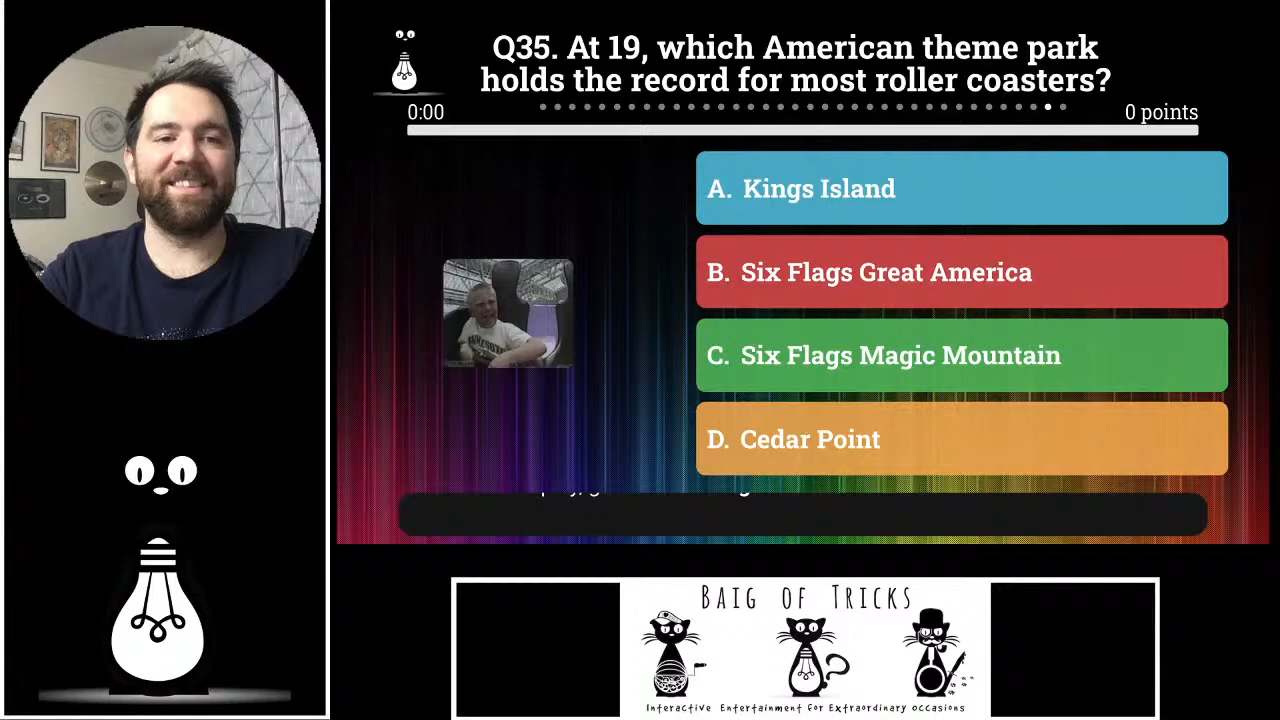 Q35. At 19, which American theme park
holds the record for most roller coasters?
0:00
0 points
A. Kings Island
B. Six Flags Great America
C. Six Flags Magic Mountain
D. Cedar Point
BAIG OF TRICKS
Interactive Entertainment for Extraordinary occasions